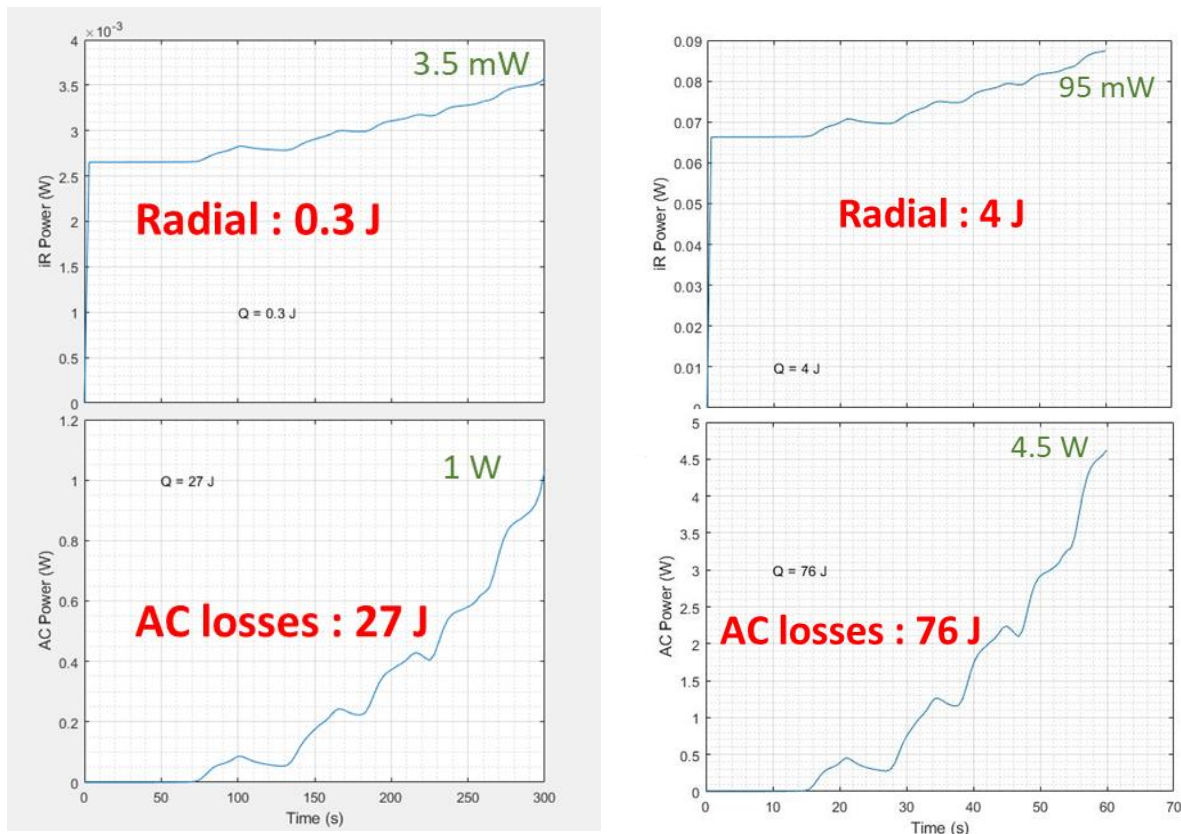 × 10⁻³
4
3.5
3
2.5
2
1.5
1
0.5
0
iR Power (W)
3.5 mW
Radial : 0.3 J
Q = 0.3 J
0.09
0.08
0.07
0.06
0.05
0.04
0.03
0.02
0.01
0
iR Power (W)
95 mW
Radial : 4 J
Q = 4 J
1.2
1
0.8
0.6
0.4
0.2
0
AC Power (W)
1 W
Q = 27 J
AC losses : 27 J
0 50 100 150 200 250 300
Time (s)
5
4.5
4
3.5
3
2.5
2
1.5
1
0.5
0
AC Power (W)
4.5 W
Q = 76 J
AC losses : 76 J
0 10 20 30 40 50 60 70
Time (s)